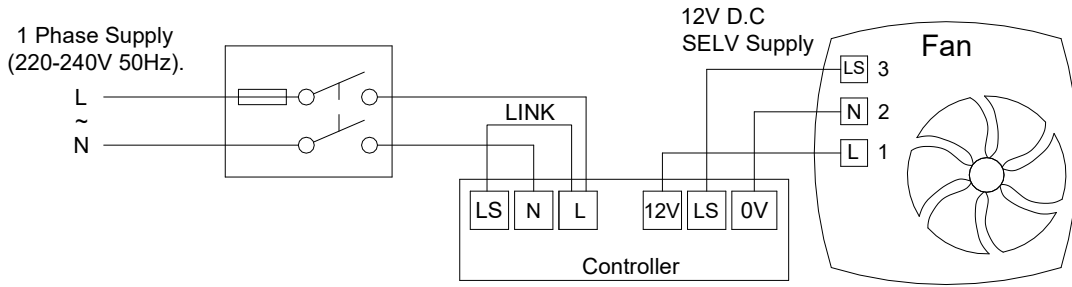 1 Phase Supply
(220-240V 50Hz).
L
~
N
LINK
LS
N
L
12V
LS
0V
Controller
12V D.C
SELV Supply
Fan
LS 3
N 2
L 1